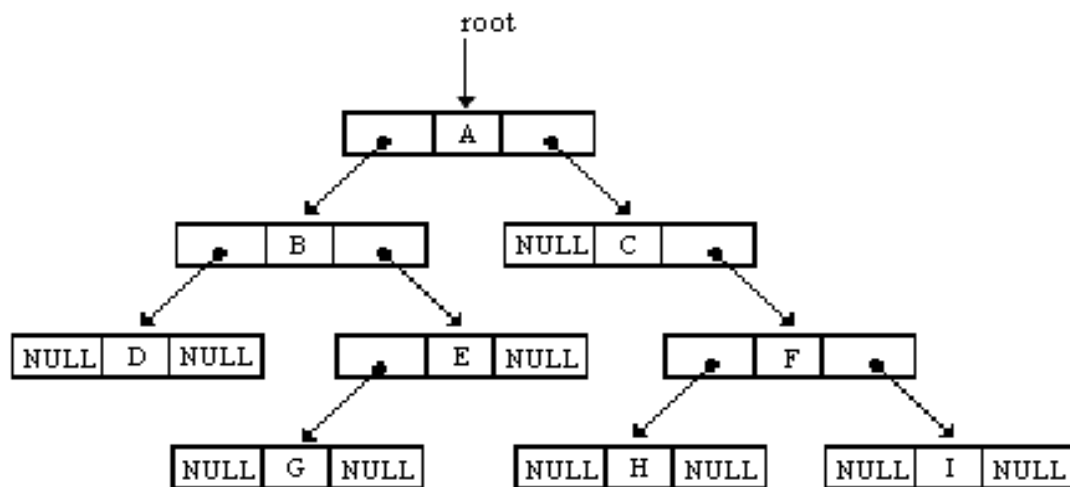 root
A
B
NULL C
NULL D NULL
E NULL
F
NULL G NULL
NULL H NULL
NULL I NULL